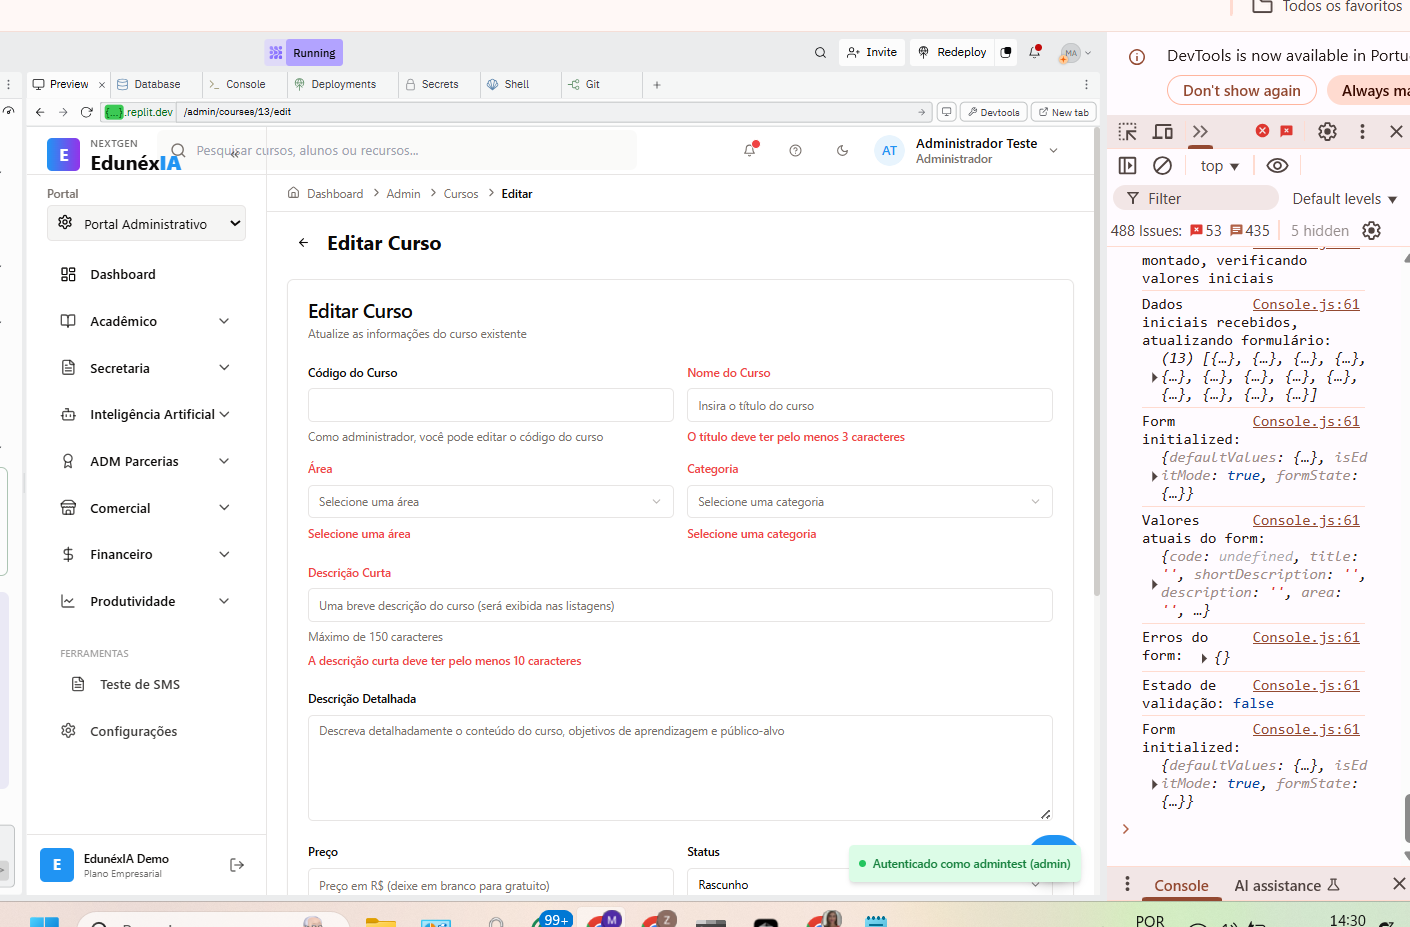 Todos os favoritos
Running
Invite
Redeploy
MA
Preview
Database
Console
Deployments
Secrets
Shell
Git
{...}.replit.dev
/admin/courses/13/edit
Devtools
New tab
E
NEXTGEN
EdunéxIA
Pesquisar cursos, alunos ou recursos...
AT
Administrador Teste
Administrador
Portal
Portal Administrativo
Dashboard
Acadêmico
Secretaria
Inteligência Artificial
ADM Parcerias
Comercial
Financeiro
Produtividade
FERRAMENTAS
Teste de SMS
Configurações
E
EdunéxIA Demo
Plano Empresarial
Dashboard > Admin > Cursos > Editar
Editar Curso
Editar Curso
Atualize as informações do curso existente
Código do Curso
Como administrador, você pode editar o código do curso
Nome do Curso
Insira o título do curso
O título deve ter pelo menos 3 caracteres
Área
Selecione uma área
Selecione uma área
Categoria
Selecione uma categoria
Selecione uma categoria
Descrição Curta
Uma breve descrição do curso (será exibida nas listagens)
Máximo de 150 caracteres
A descrição curta deve ter pelo menos 10 caracteres
Descrição Detalhada
Descreva detalhadamente o conteúdo do curso, objetivos de aprendizagem e público-alvo
Preço
Preço em R$ (deixe em branco para gratuito)
Status
Rascunho
Autenticado como admintest (admin)
DevTools is now available in Portu
Don't show again
Always ma
top
Filter
Default levels
488 Issues: 53 435
5 hidden
montado, verificando
valores iniciais
Dados Console.js:61
iniciais recebidos,
atualizando formulário:
(13) [{…}, {…}, {…}, {…},
{…}, {…}, {…}, {…}, {…},
{…}, {…}, {…}, {…}]
Form Console.js:61
initialized:
{defaultValues: {…}, isEd
itMode: true, formState:
{…}}
Valores Console.js:61
atuais do form:
{code: undefined, title:
'', shortDescription: '',
description: '', area:
'', …}
Erros do Console.js:61
form: {}
Estado de Console.js:61
validação: false
Form Console.js:61
initialized:
{defaultValues: {…}, isEd
itMode: true, formState:
{…}}
Console
AI assistance
99+
M
Z
POR
14:30